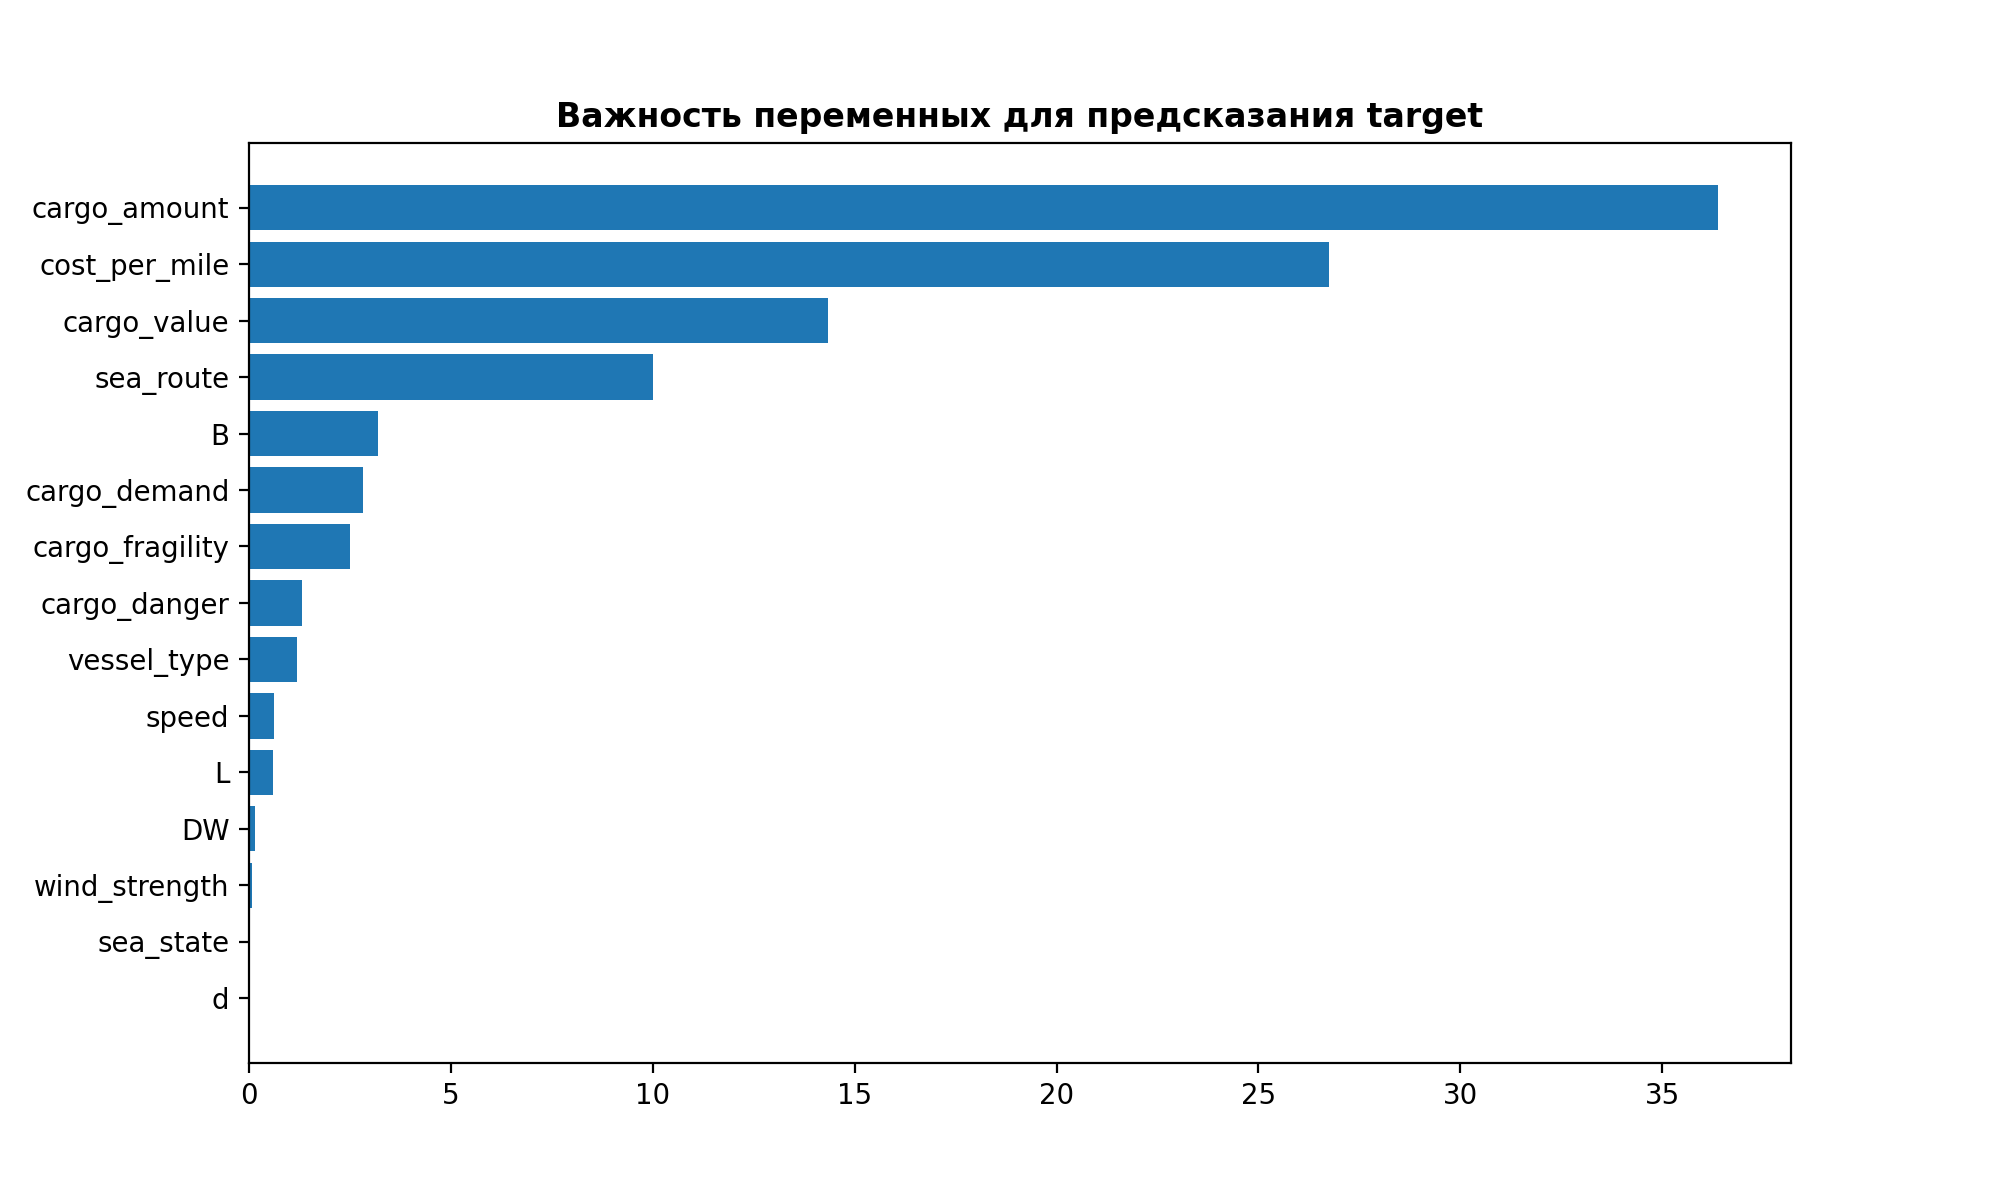 Важность переменных для предсказания target
cargo_amount
cost_per_mile
cargo_value
sea_route
B
cargo_demand
cargo_fragility
cargo_danger
vessel_type
speed
L
DW
wind_strength
sea_state
d
0 5 10 15 20 25 30 35